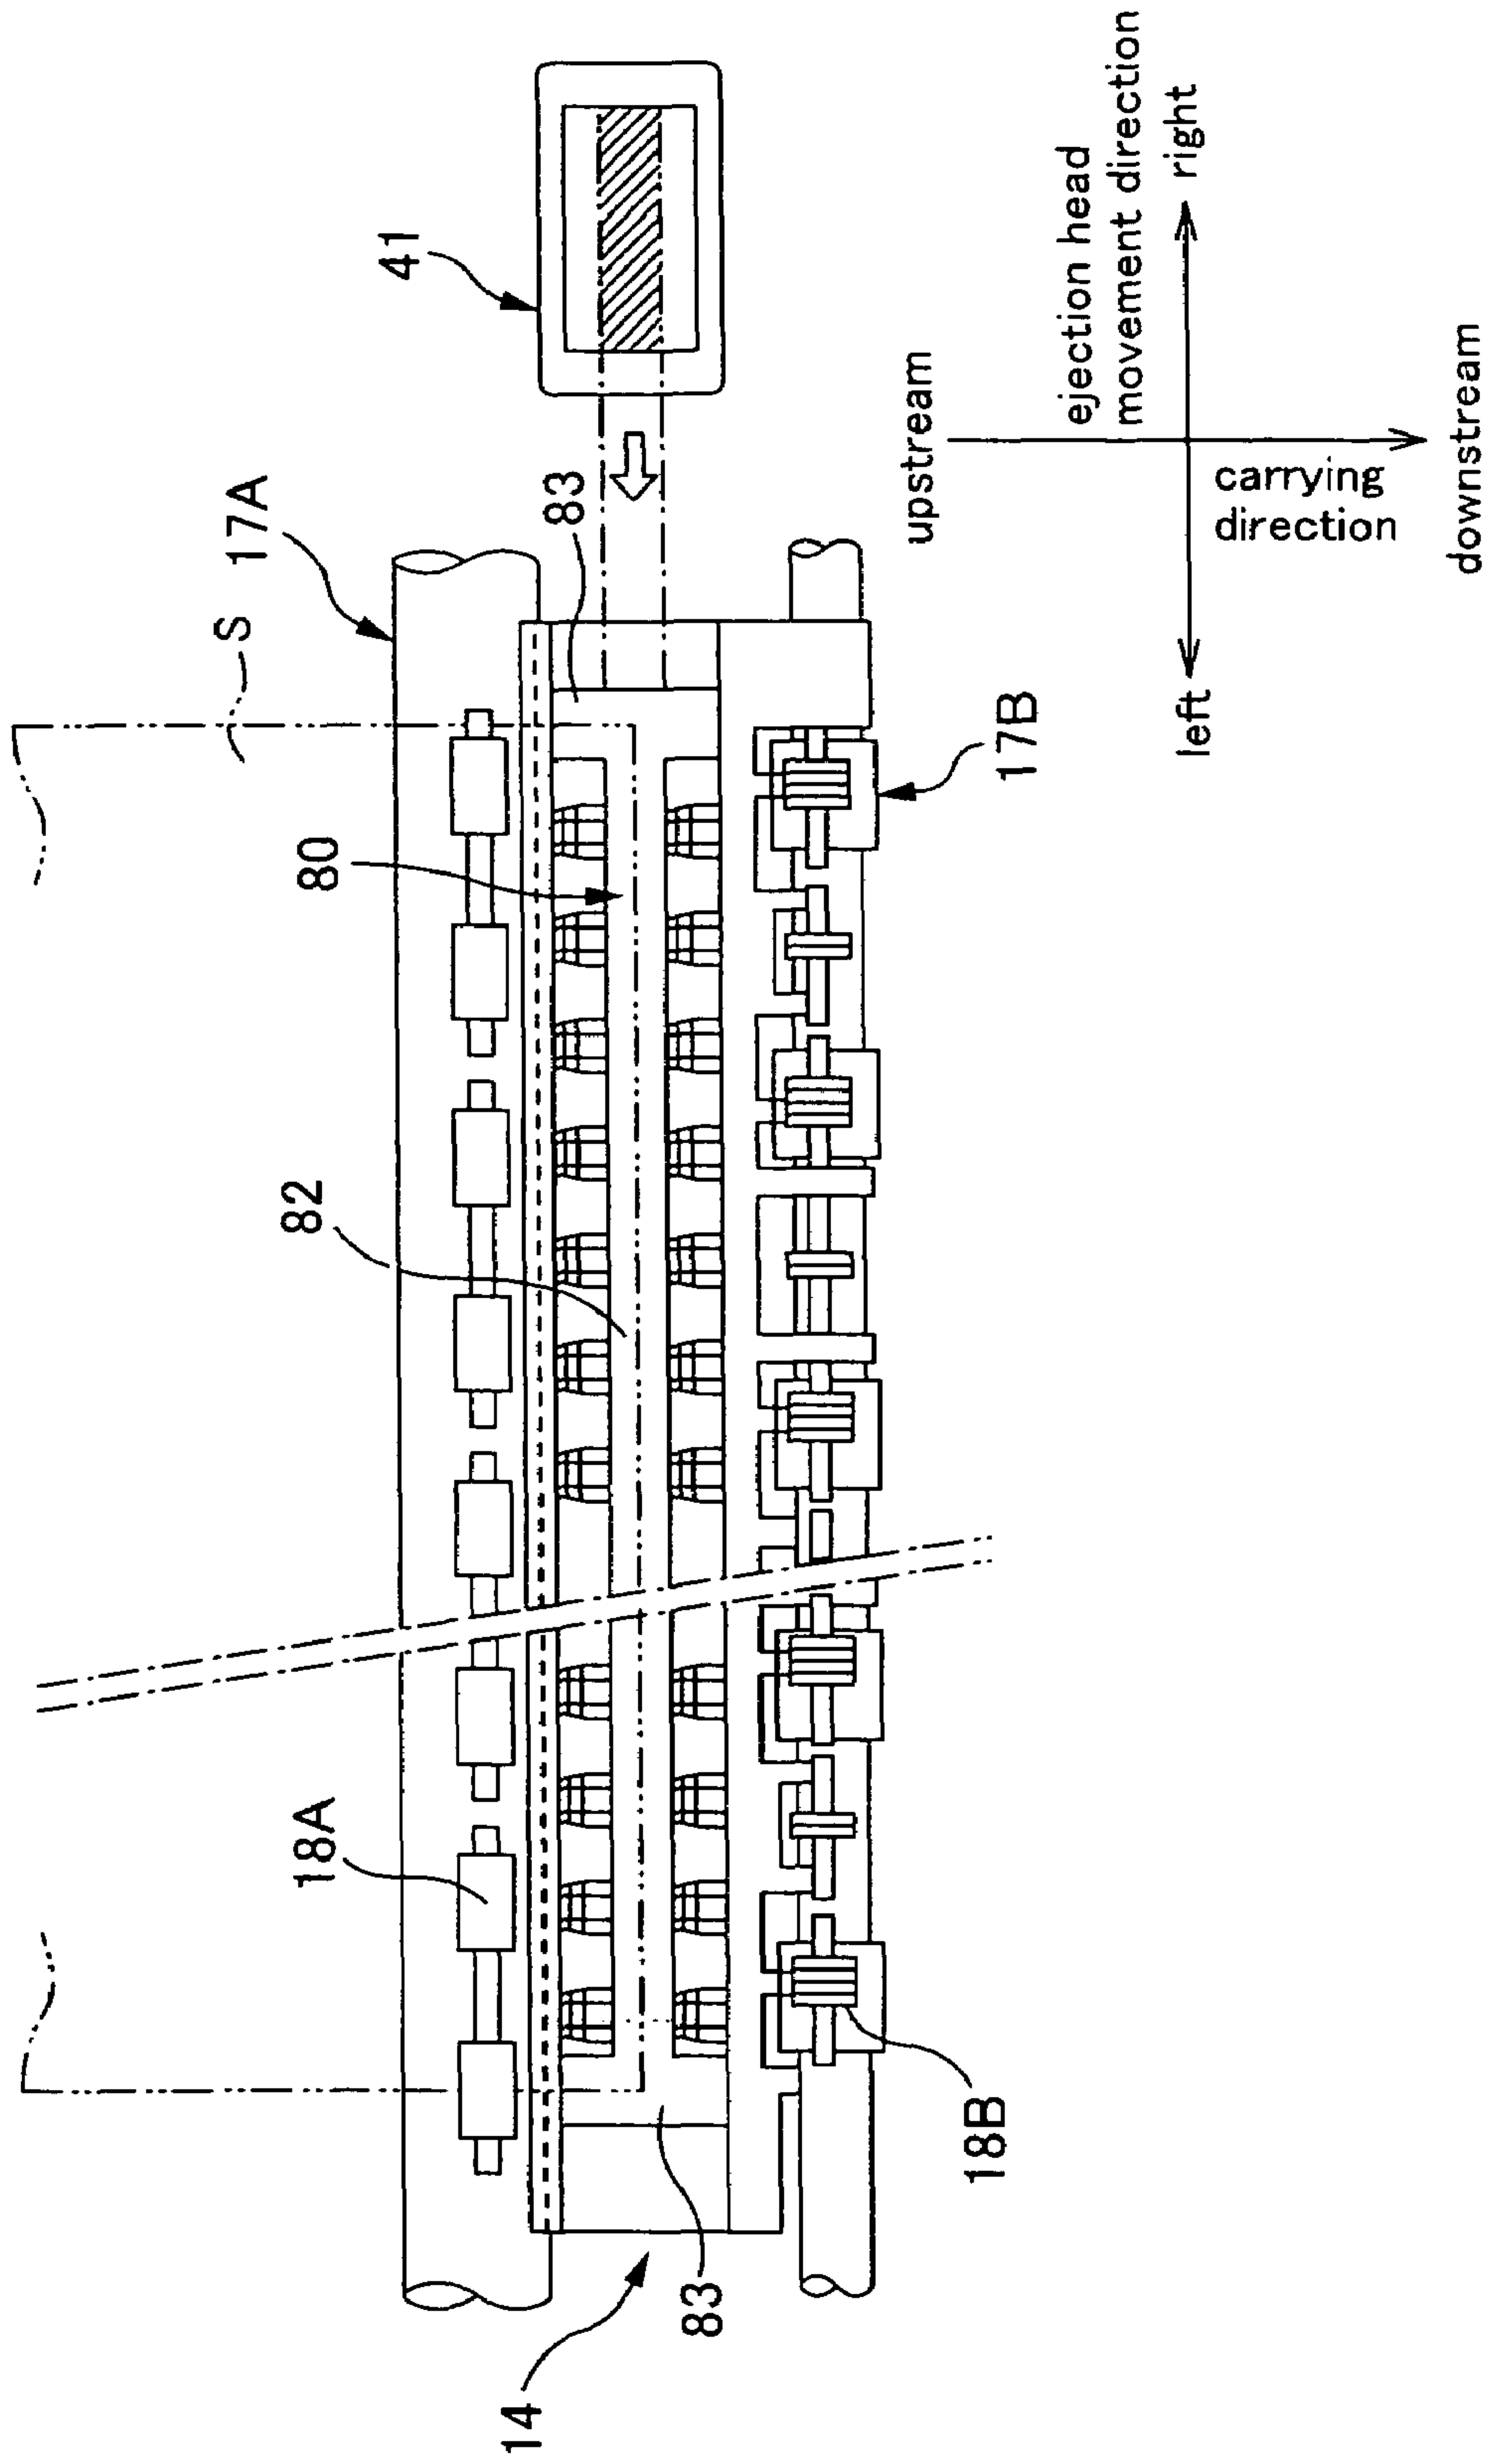 41
17A
S
83
80
82
18A
17B
18B
83
14
upstream
ejection head
movement direction
right
carrying
direction
left
downstream